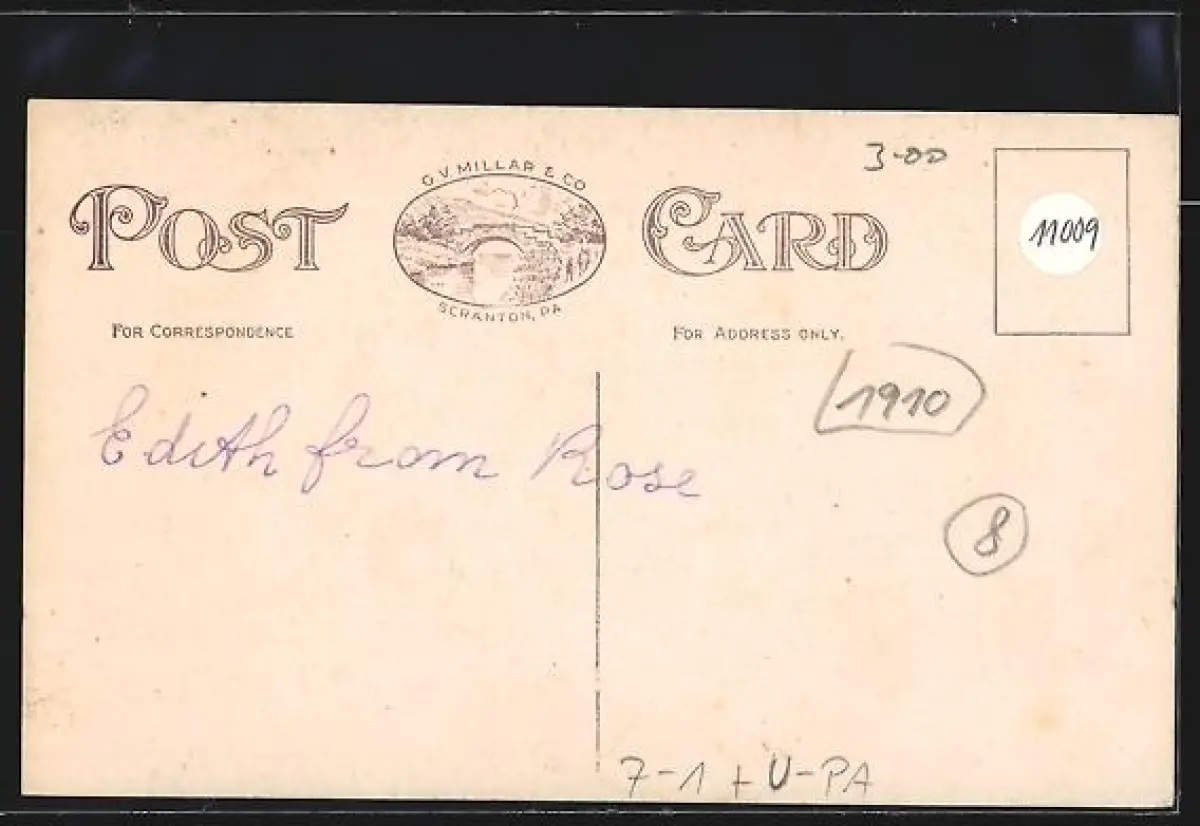 3-00
G. V. MILLAR & CO
POST CARD
11009
SCRANTON, PA
FOR CORRESPONDENCE
FOR ADDRESS ONLY.
1910
Edith from Rose
8
7-1 + U-PA